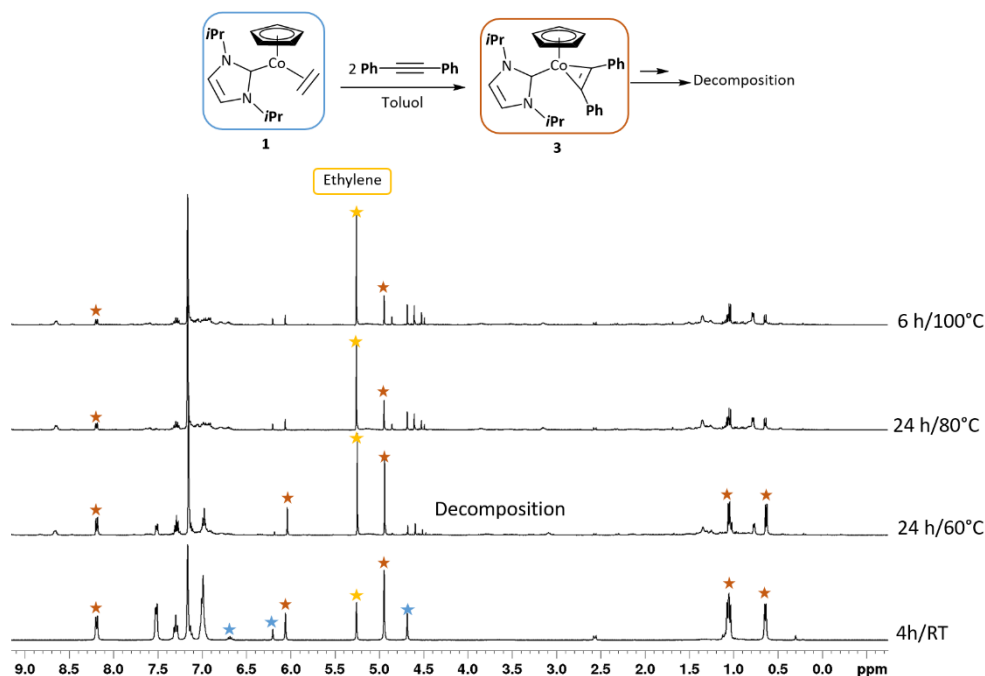 iPr
N
Co
N
iPr
1
2 Ph Ph
Toluol
iPr
N
Co
Ph
N
Ph
iPr
3
Decomposition
Ethylene
6 h/100°C
24 h/80°C
Decomposition
24 h/60°C
4h/RT
9.0 8.5 8.0 7.5 7.0 6.5 6.0 5.5 5.0 4.5 4.0 3.5 3.0 2.5 2.0 1.5 1.0 0.5 0.0 ppm